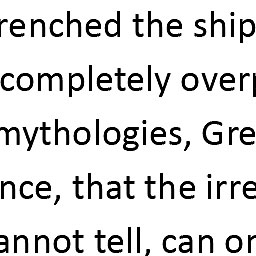 renched the ship
completely overp
mythologies, Gre
nce, that the irre
annot tell, can or